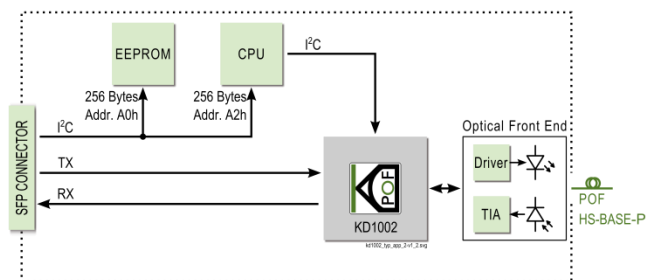 EEPROM
CPU
I²C
256 Bytes
Addr. A0h
256 Bytes
Addr. A2h
SFP CONNECTOR
I²C
TX
RX
KDPOF
KD1002
kd1002_typ_app_2-v1_2.svg
Optical Front End
Driver
TIA
POF
HS-BASE-P